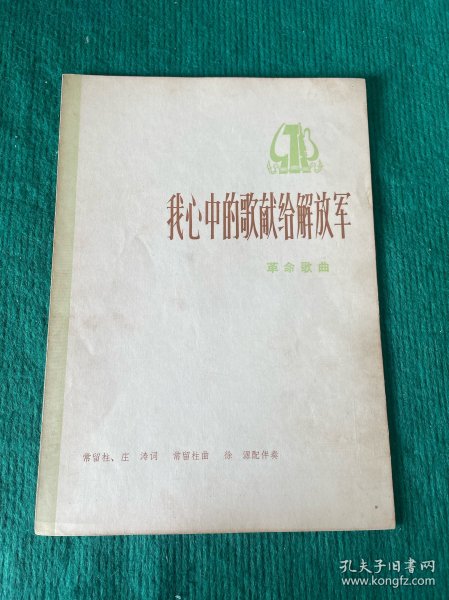 我心中的歌献给解放军
革命歌曲
常留柱、庄 涛词 常留柱曲 徐 源配伴奏
孔夫子旧书网
www.kongfz.com